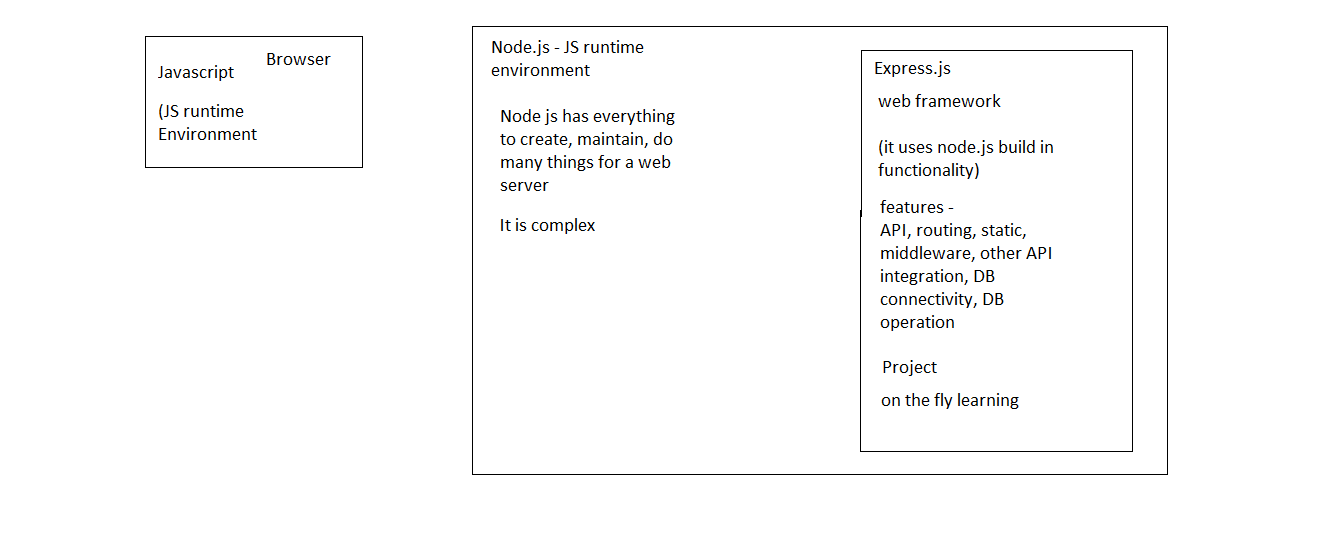 Browser
Javascript
(JS runtime
Environment
Node.js - JS runtime
environment
Node js has everything
to create, maintain, do
many things for a web
server
It is complex
Express.js
web framework
(it uses node.js build in
functionality)
features -
API, routing, static,
middleware, other API
integration, DB
connectivity, DB
operation
Project
on the fly learning